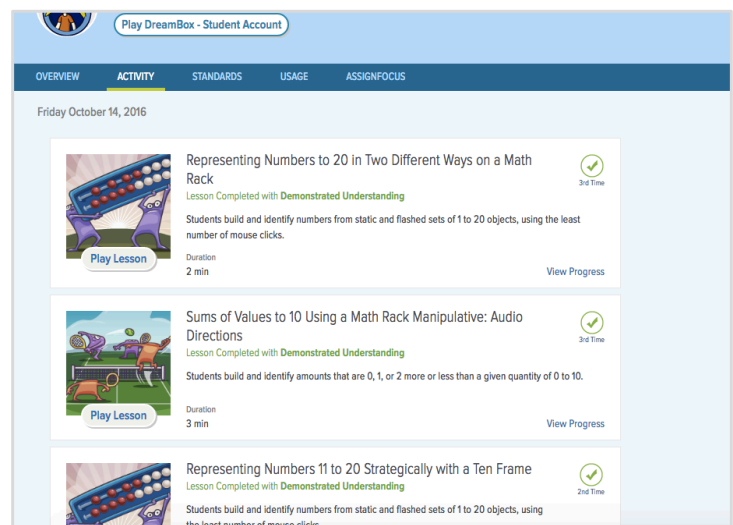 Play DreamBox - Student Account
OVERVIEW ACTIVITY STANDARDS USAGE ASSIGNFOCUS
Friday October 14, 2016
Representing Numbers to 20 in Two Different Ways on a Math
Rack
Lesson Completed with Demonstrated Understanding
3rd Time
Students build and identify numbers from static and flashed sets of 1 to 20 objects, using the least
number of mouse clicks.
Play Lesson
Duration
2 min
View Progress
Sums of Values to 10 Using a Math Rack Manipulative: Audio
Directions
Lesson Completed with Demonstrated Understanding
3rd Time
Students build and identify amounts that are 0, 1, or 2 more or less than a given quantity of 0 to 10.
Play Lesson
Duration
3 min
View Progress
Representing Numbers 11 to 20 Strategically with a Ten Frame
Lesson Completed with Demonstrated Understanding
2nd Time
Students build and identify numbers from static and flashed sets of 1 to 20 objects, using
the least number of mouse clicks